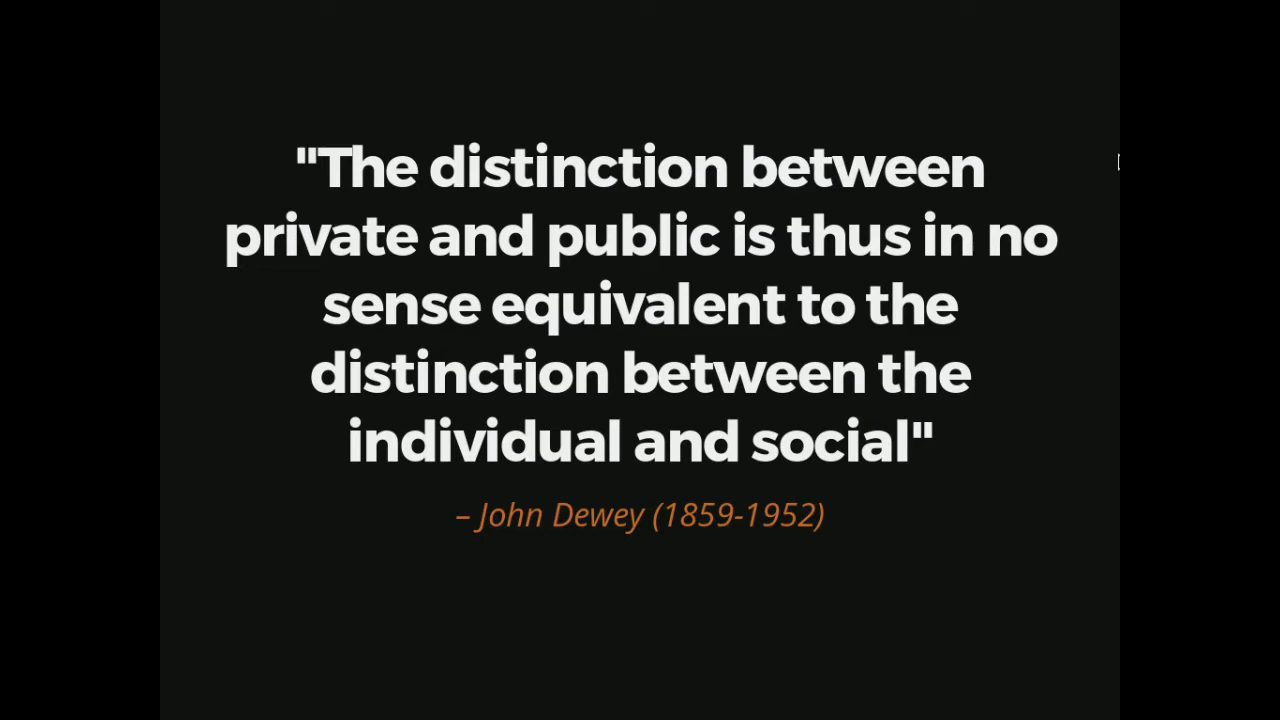 "The distinction between
private and public is thus in no
sense equivalent to the
distinction between the
individual and social"
– John Dewey (1859-1952)